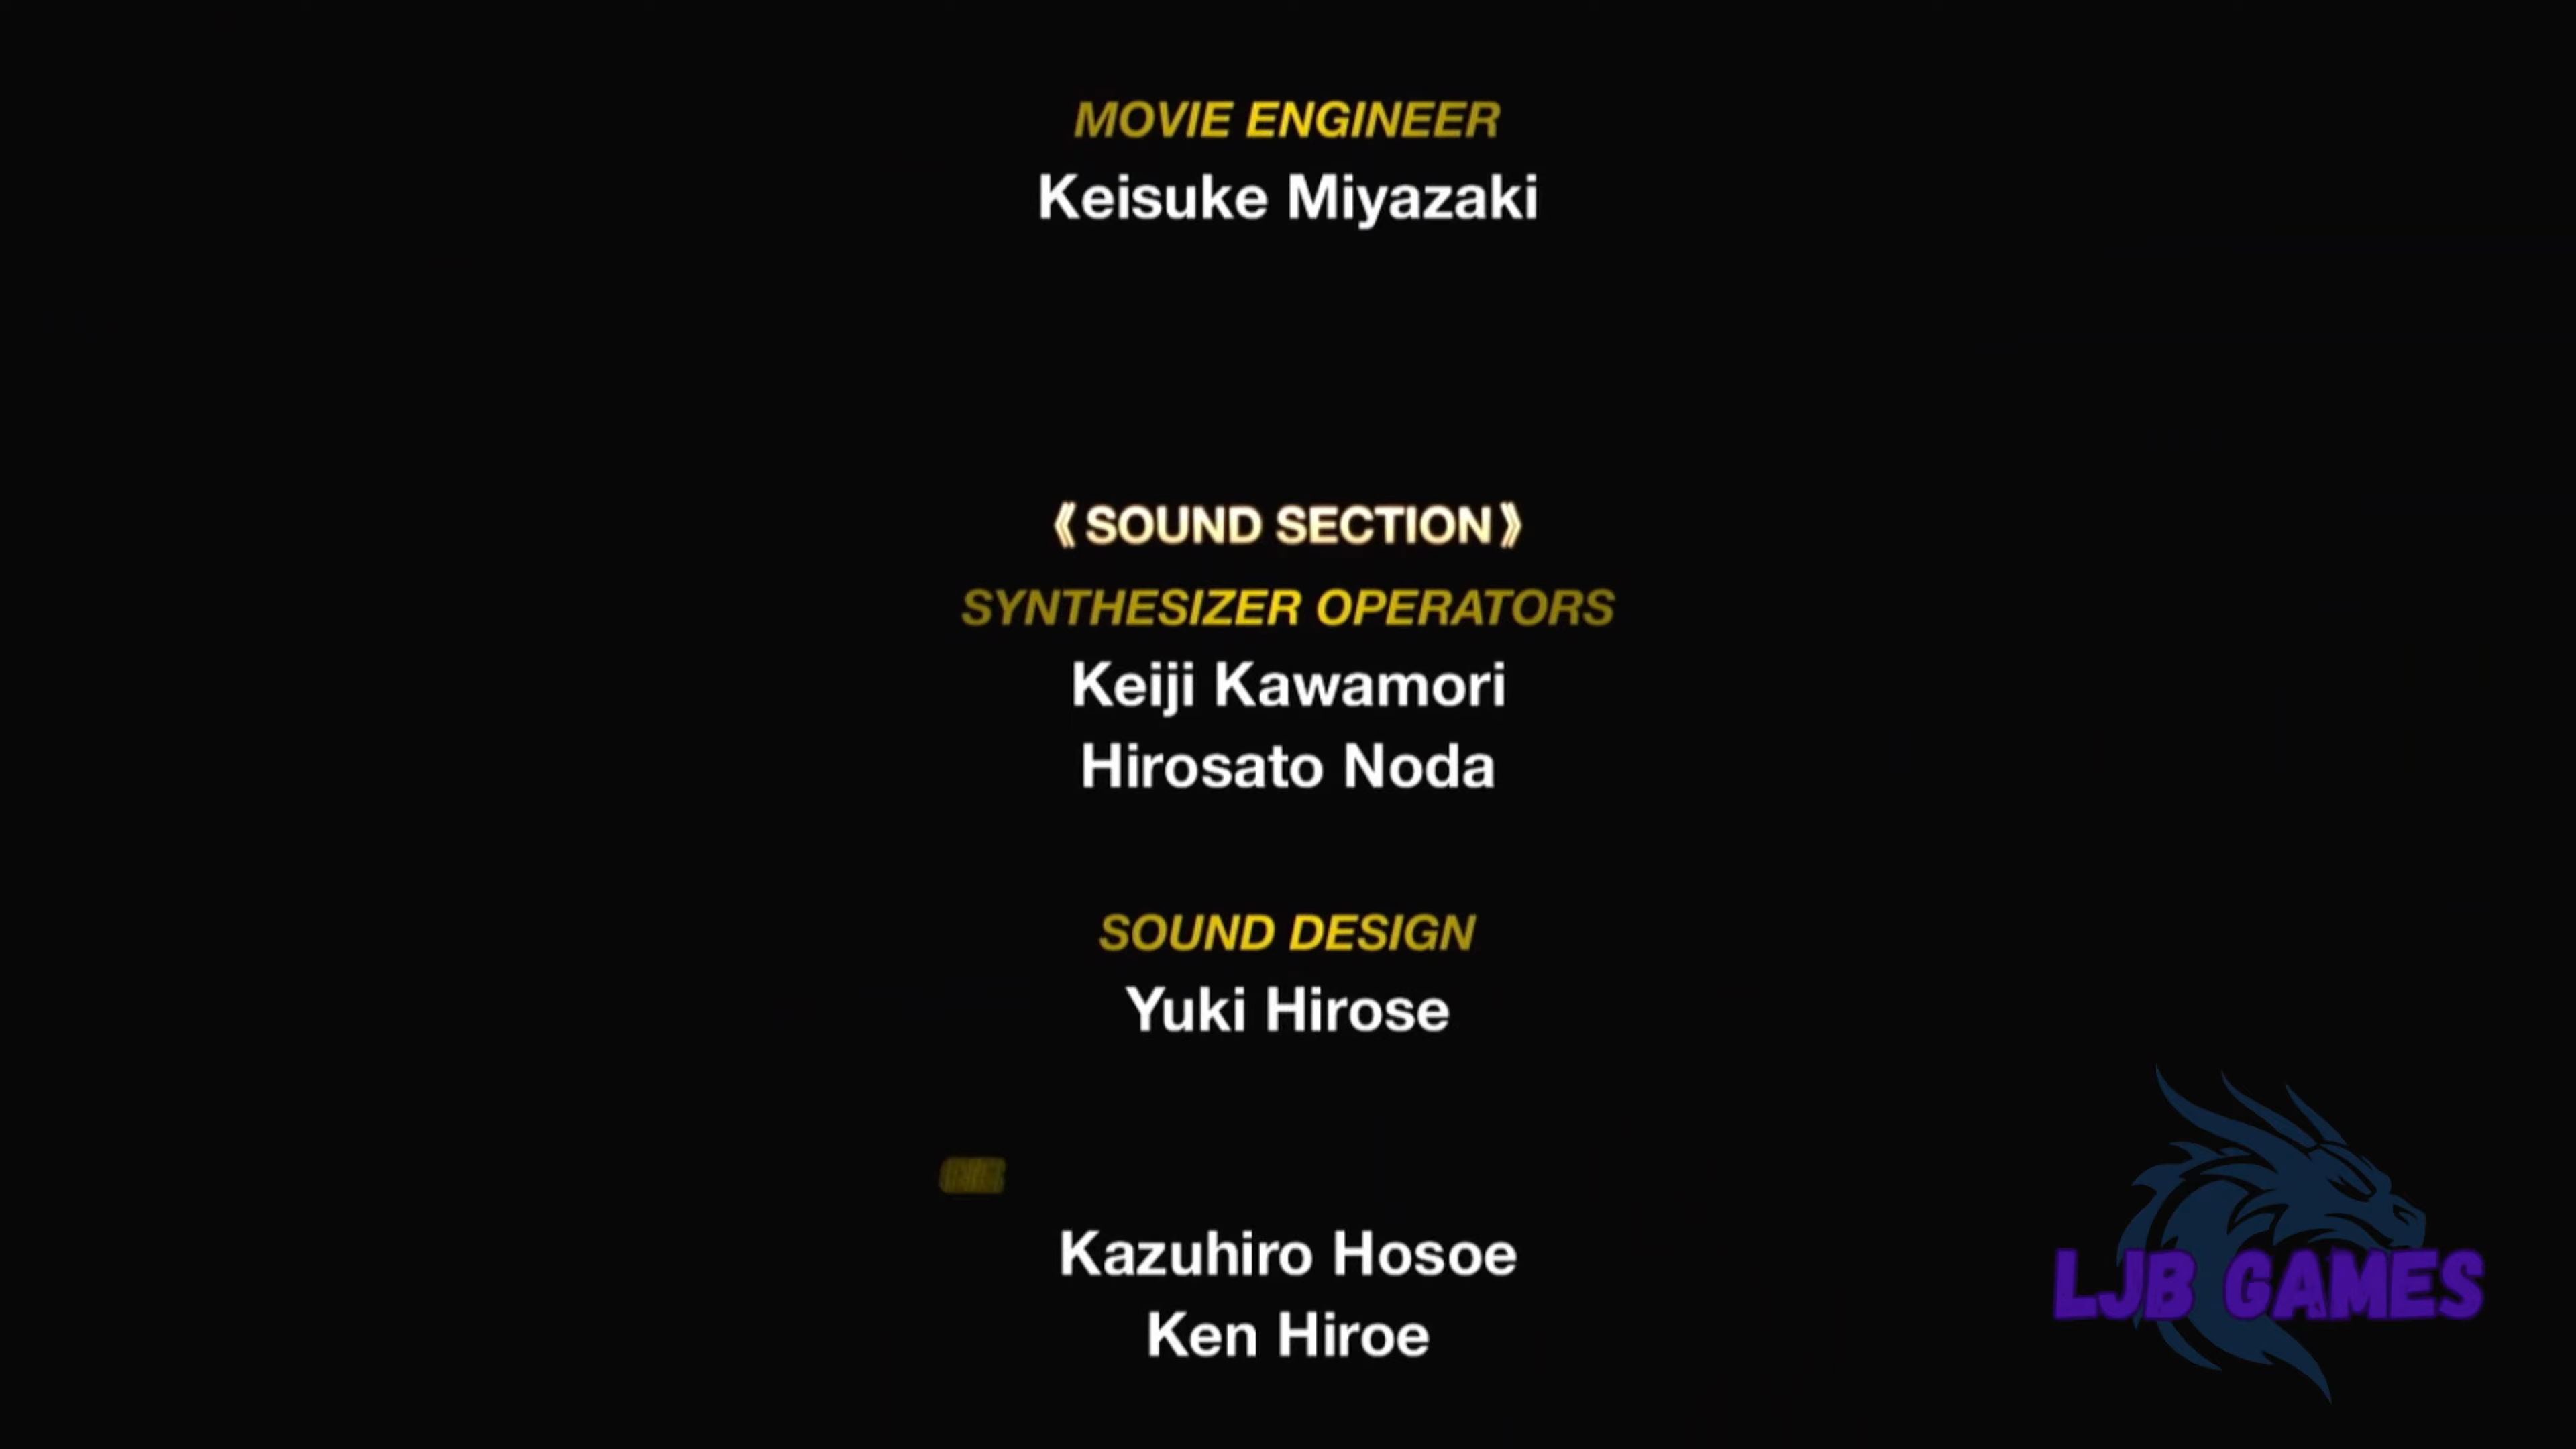 MOVIE ENGINEER
Keisuke Miyazaki
《SOUND SECTION》
SYNTHESIZER OPERATORS
Keiji Kawamori
Hirosato Noda
SOUND DESIGN
Yuki Hirose
Kazuhiro Hosoe
Ken Hiroe
LJB GAMES